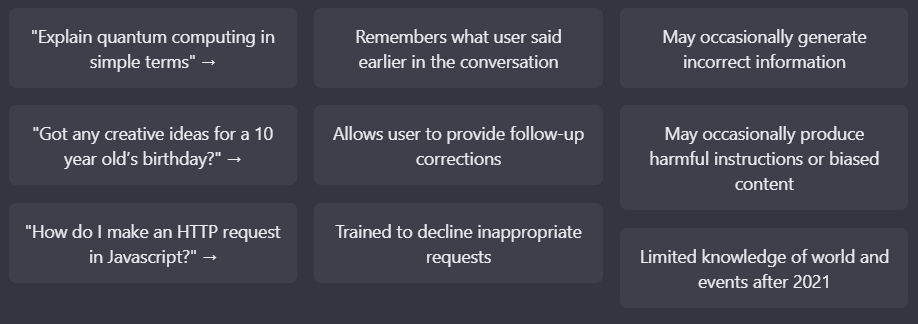 "Explain quantum computing in
simple terms" →
"Got any creative ideas for a 10
year old's birthday?" →
"How do I make an HTTP request
in Javascript?" →
Remembers what user said
earlier in the conversation
Allows user to provide follow-up
corrections
Trained to decline inappropriate
requests
May occasionally generate
incorrect information
May occasionally produce
harmful instructions or biased
content
Limited knowledge of world and
events after 2021